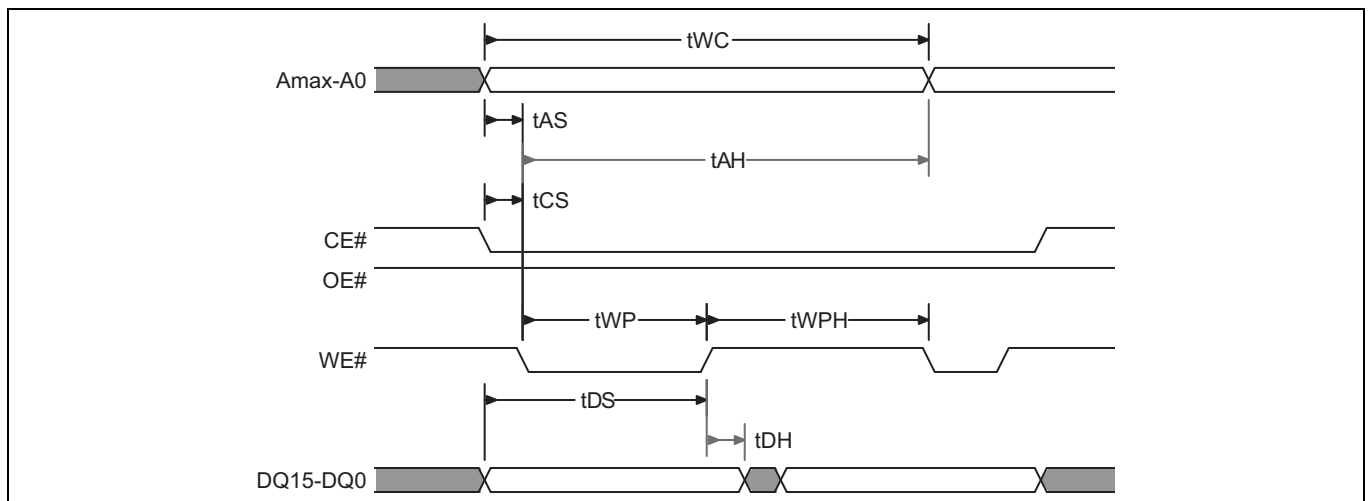 tWC
Amax-A0
tAS
tAH
tCS
CE#
OE#
tWP tWPH
WE#
tDS
tDH
DQ15-DQ0